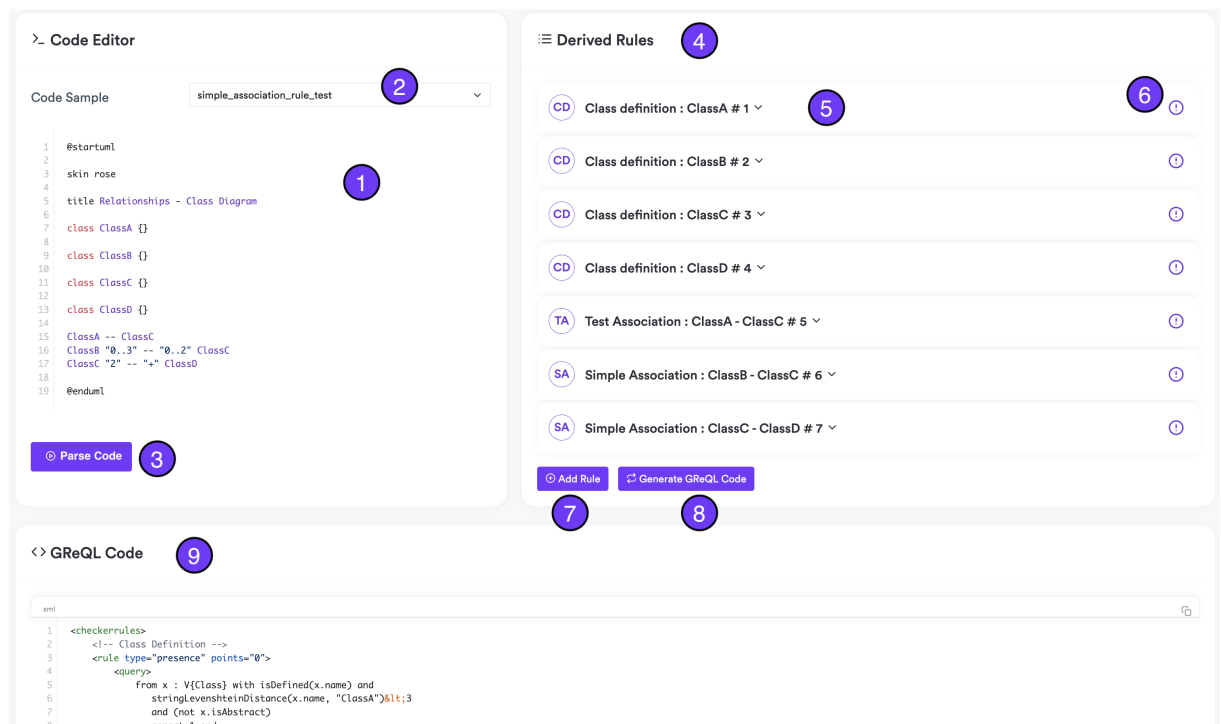 >_ Code Editor
Code Sample
simple_association_rule_test
2
1
1 @startuml
2
3 skin rose
4
5 title Relationships - Class Diagram
6
7 class ClassA {}
8
9 class ClassB {}
10
11 class ClassC {}
12
13 class ClassD {}
14
15 ClassA -- ClassC
16 ClassB "0..3" -- "0..2" ClassC
17 ClassC "2" -- "+" ClassD
18
19 @enduml
Parse Code
3
Derived Rules
4
CD Class definition : ClassA # 1
5
6
CD Class definition : ClassB # 2
CD Class definition : ClassC # 3
CD Class definition : ClassD # 4
TA Test Association : ClassA - ClassC # 5
SA Simple Association : ClassB - ClassC # 6
SA Simple Association : ClassC - ClassD # 7
Add Rule
Generate GReQL Code
7
8
<> GReQL Code
9
xml
1 <checkerrules>
2 <!-- Class Definition -->
3 <rule type="presence" points="0">
4 <query>
5 from x : V{Class} with isDefined(x.name) and
6 stringLevenshteinDistance(x.name, "ClassA")&lt;3
7 and (not x.isAbstract)